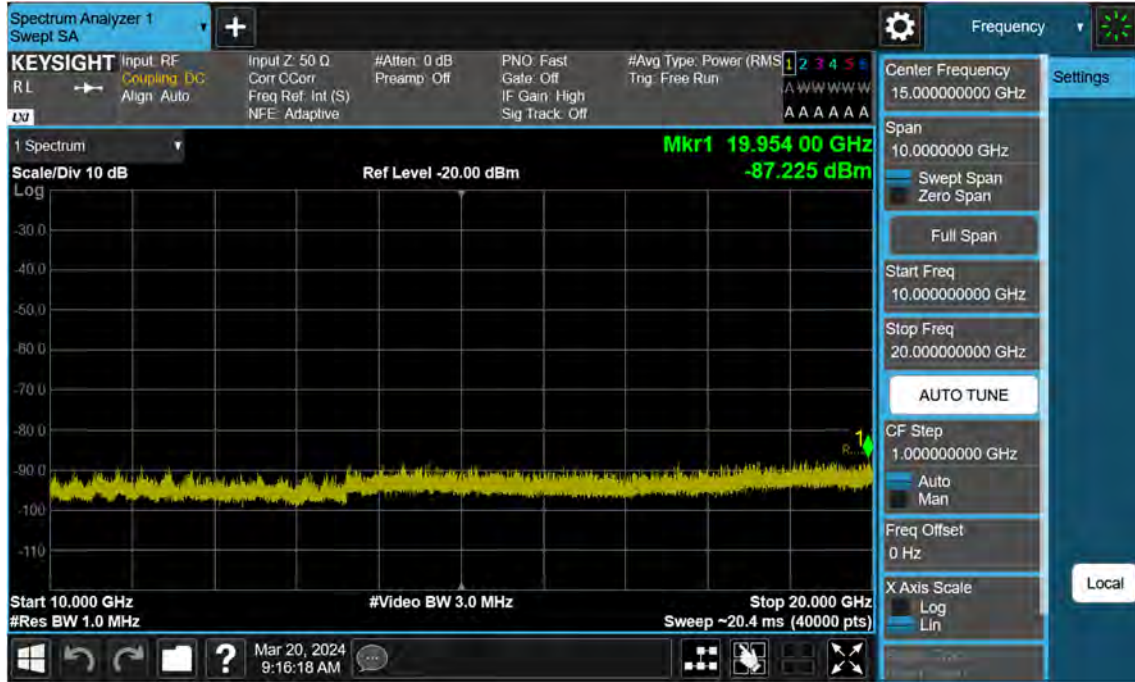 Spectrum Analyzer 1
Swept SA
Frequency
KEYSIGHT
RL
LXI
Input: RF
Coupling: DC
Align: Auto
Input Z: 50 Ω
Corr CCorr
Freq Ref: Int (S)
NFE: Adaptive
#Atten: 0 dB
Preamp: Off
PNO: Fast
Gate: Off
IF Gain: High
Sig Track: Off
#Avg Type: Power (RMS
Trig: Free Run
1 2 3 4 5 6
A W W W W W
A A A A A A
1 Spectrum
Scale/Div 10 dB
Log
Ref Level -20.00 dBm
Mkr1 19.954 00 GHz
-87.225 dBm
-30.0
-40.0
-50.0
-60.0
-70.0
-80.0
-90.0
-100
-110
1
R...
Start 10.000 GHz
#Res BW 1.0 MHz
#Video BW 3.0 MHz
Stop 20.000 GHz
Sweep ~20.4 ms (40000 pts)
Mar 20, 2024
9:16:18 AM
?
Center Frequency
15.000000000 GHz
Span
10.0000000 GHz
Swept Span
Zero Span
Full Span
Start Freq
10.000000000 GHz
Stop Freq
20.000000000 GHz
AUTO TUNE
CF Step
1.000000000 GHz
Auto
Man
Freq Offset
0 Hz
X Axis Scale
Log
Lin
Settings
Local